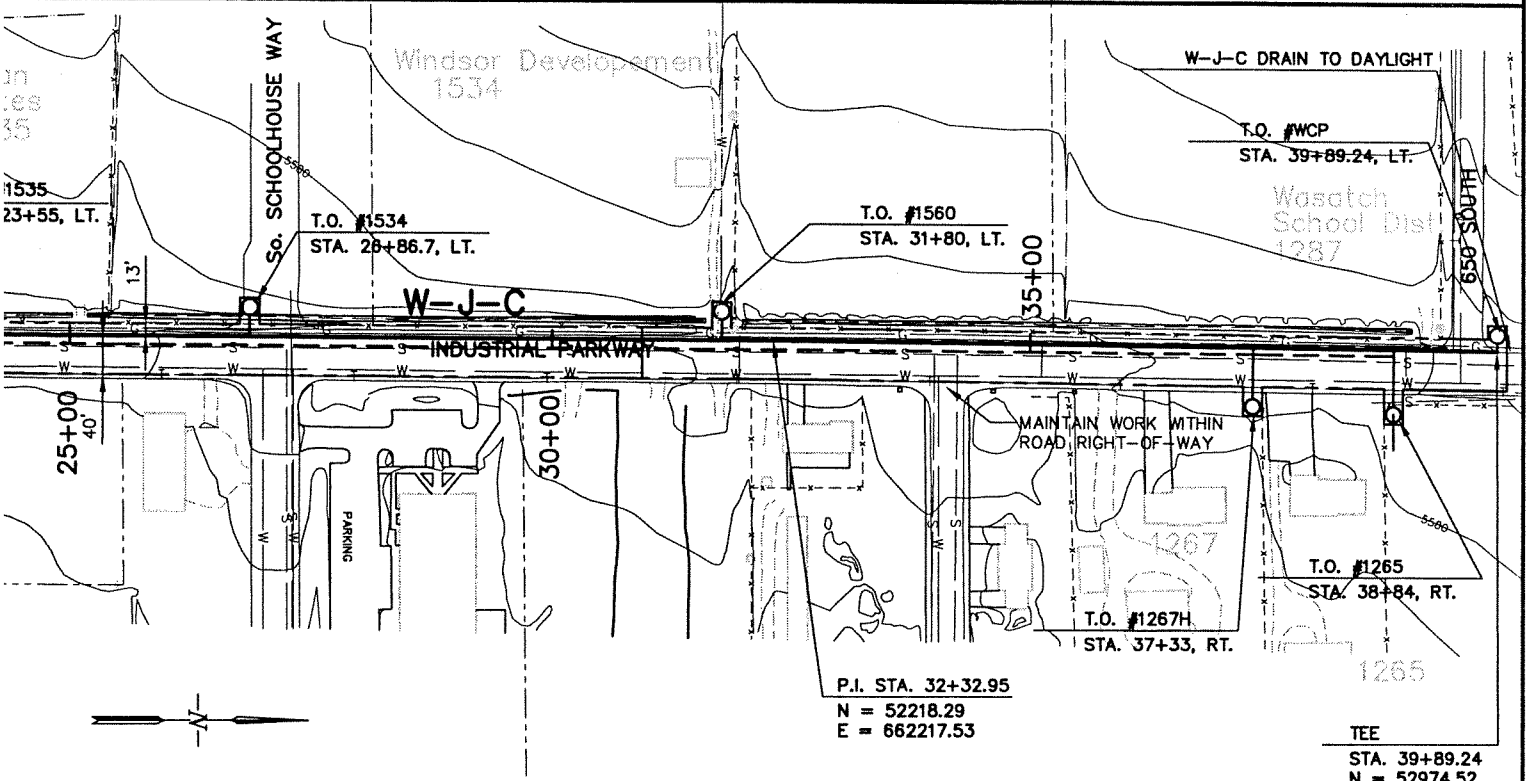 W-J-C DRAIN TO DAYLIGHT
Windsor Developement
1534
So. SCHOOLHOUSE WAY
5500
T.O. #WCP
STA. 39+89.24, LT.
1535
23+55, LT.
Wasatch
School Dist
1287
650 SOUTH
T.O. #1534
STA. 26+86.7, LT.
T.O. #1560
STA. 31+80, LT.
35+00
13'
W-J-C
INDUSTRIAL PARKWAY
25+00
40'
30+00
MAINTAIN WORK WITHIN
ROAD RIGHT-OF-WAY
PARKING
5500
1267
T.O. #1265
STA. 38+84, RT.
T.O. #1267H
STA. 37+33, RT.
1265
P.I. STA. 32+32.95
N = 52218.29
E = 662217.53
N
TEE
STA. 39+89.24
N = 52974.52